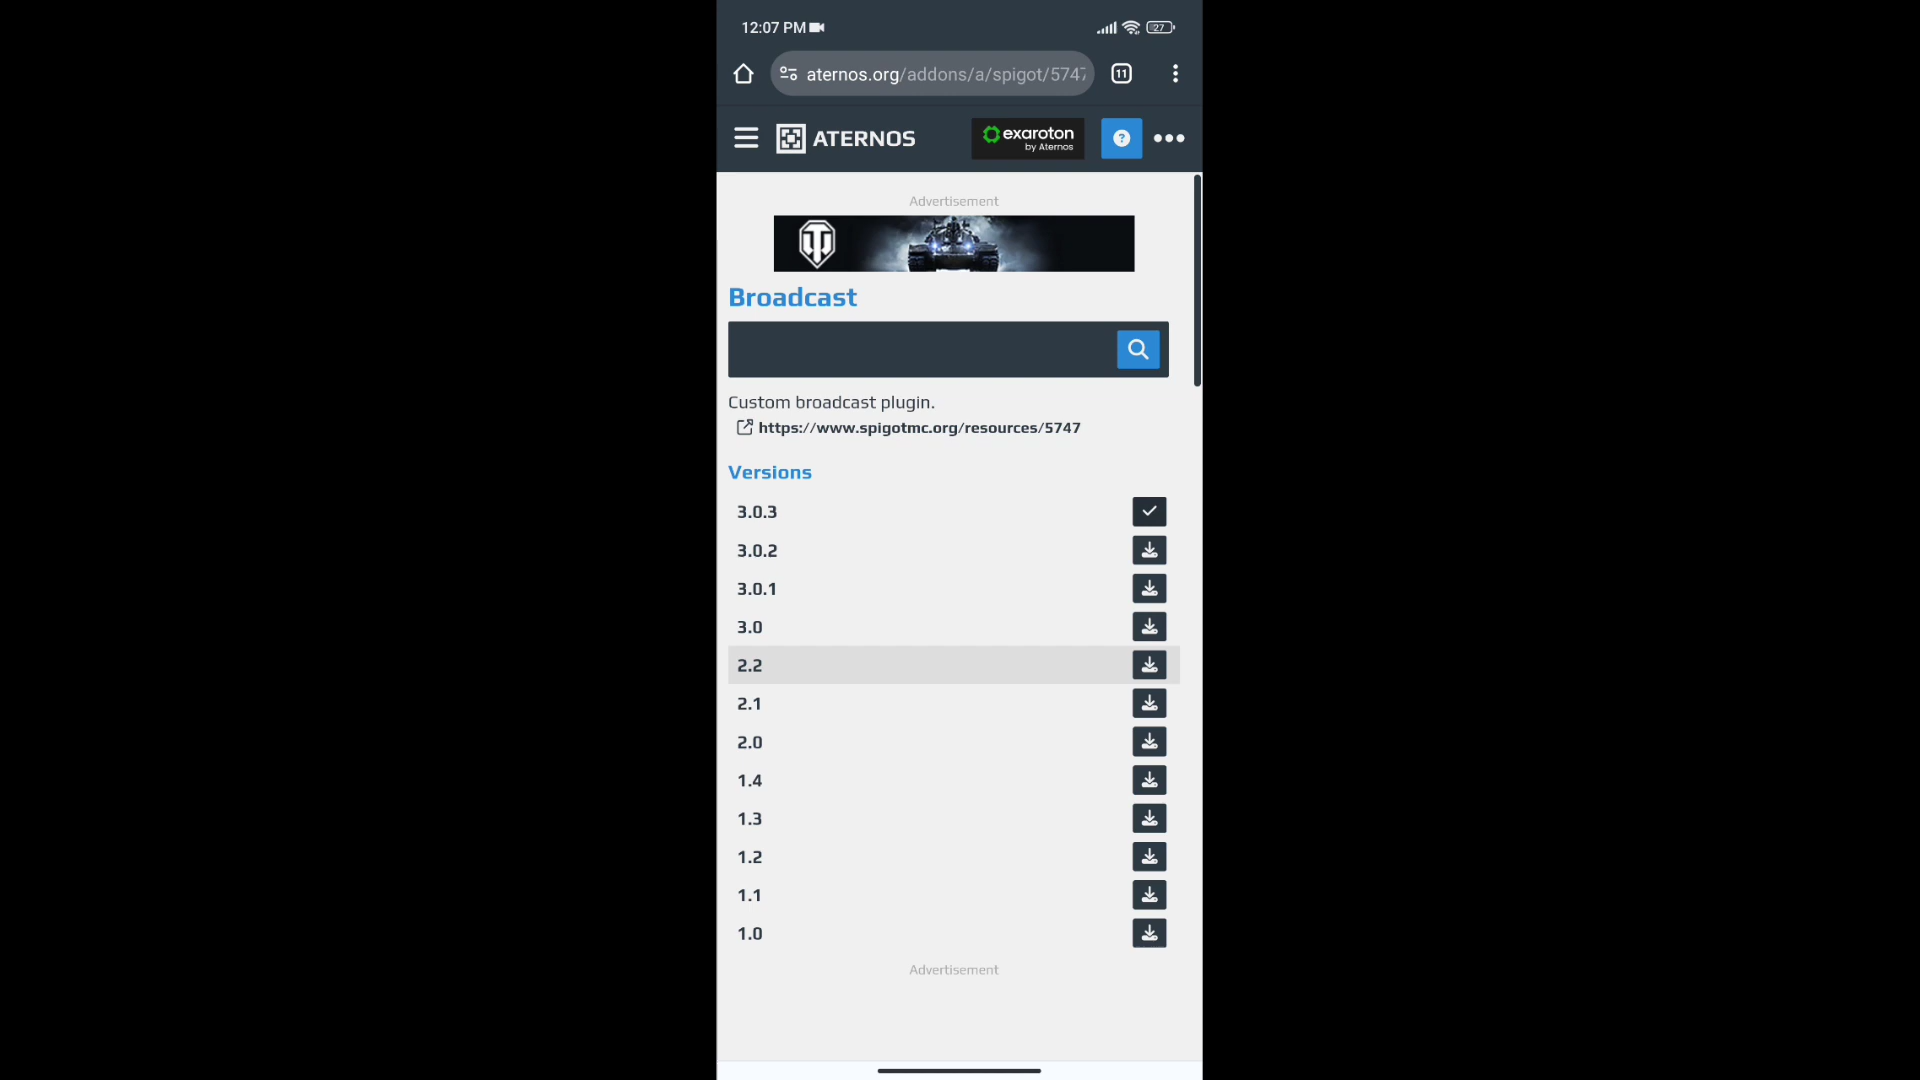 12:07 PM
27
aternos.org/addons/a/spigot/5747
11
ATERNOS
exaroton
by Aternos
?
Advertisement
Broadcast
Custom broadcast plugin.
https://www.spigotmc.org/resources/5747
Versions
3.0.3
3.0.2
3.0.1
3.0
2.2
2.1
2.0
1.4
1.3
1.2
1.1
1.0
Advertisement